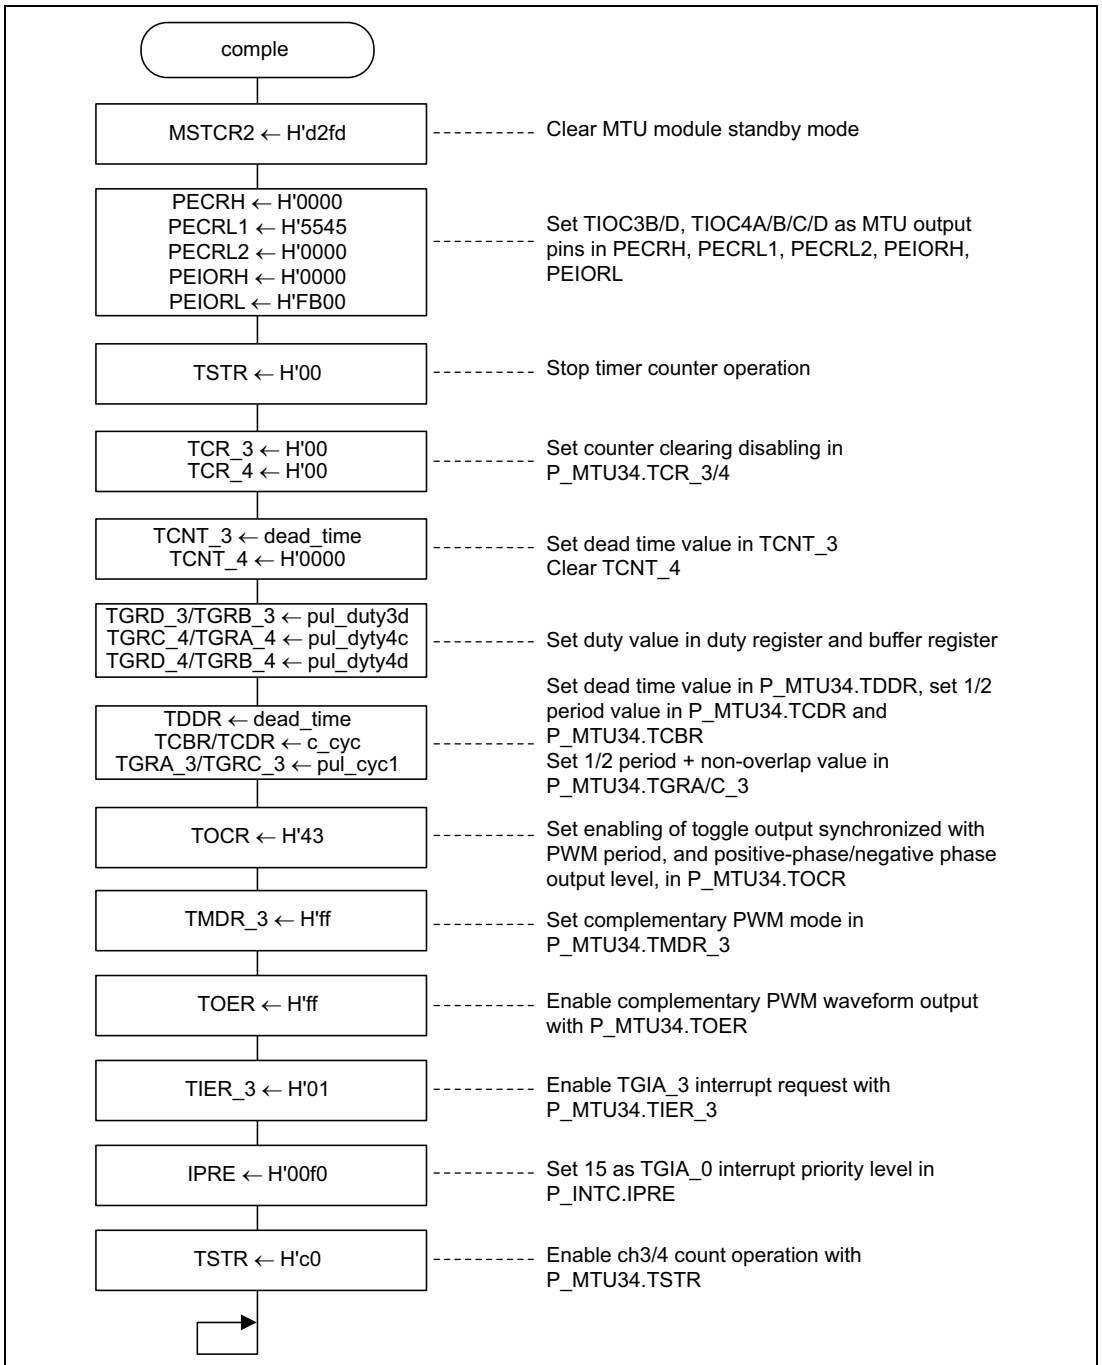 comple
MSTCR2 ← H'd2fd
Clear MTU module standby mode
PECRH ← H'0000
PECRL1 ← H'5545
PECRL2 ← H'0000
PEIORH ← H'0000
PEIORL ← H'FB00
Set TIOC3B/D, TIOC4A/B/C/D as MTU output
pins in PECRH, PECRL1, PECRL2, PEIORH,
PEIORL
TSTR ← H'00
Stop timer counter operation
TCR_3 ← H'00
TCR_4 ← H'00
Set counter clearing disabling in
P_MTU34.TCR_3/4
TCNT_3 ← dead_time
TCNT_4 ← H'0000
Set dead time value in TCNT_3
Clear TCNT_4
TGRD_3/TGRB_3 ← pul_duty3d
TGRC_4/TGRA_4 ← pul_dyty4c
TGRD_4/TGRB_4 ← pul_dyty4d
Set duty value in duty register and buffer register
TDDR ← dead_time
TCBR/TCDR ← c_cyc
TGRA_3/TGRC_3 ← pul_cyc1
Set dead time value in P_MTU34.TDDR, set 1/2
period value in P_MTU34.TCDR and
P_MTU34.TCBR
Set 1/2 period + non-overlap value in
P_MTU34.TGRA/C_3
TOCR ← H'43
Set enabling of toggle output synchronized with
PWM period, and positive-phase/negative phase
output level, in P_MTU34.TOCR
TMDR_3 ← H'ff
Set complementary PWM mode in
P_MTU34.TMDR_3
TOER ← H'ff
Enable complementary PWM waveform output
with P_MTU34.TOER
TIER_3 ← H'01
Enable TGIA_3 interrupt request with
P_MTU34.TIER_3
IPRE ← H'00f0
Set 15 as TGIA_0 interrupt priority level in
P_INTC.IPRE
TSTR ← H'c0
Enable ch3/4 count operation with
P_MTU34.TSTR